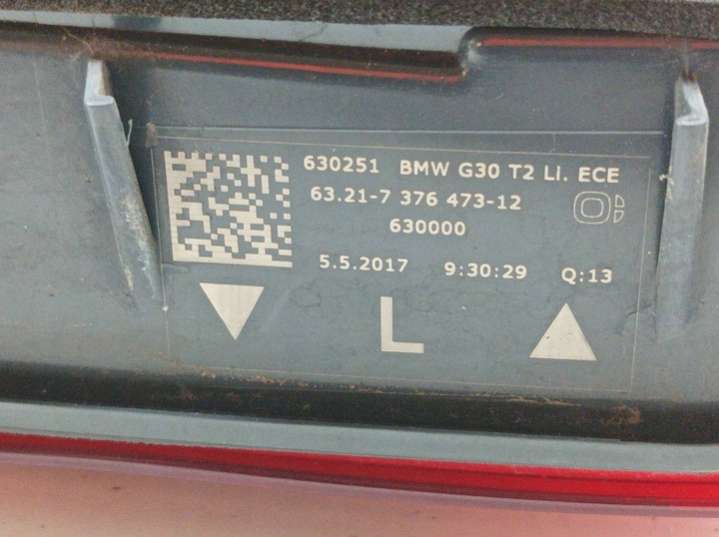 630251 BMW G30 T2 LI. ECE
63.21-7 376 473-12
630000
5.5.2017 9:30:29 Q:13
L